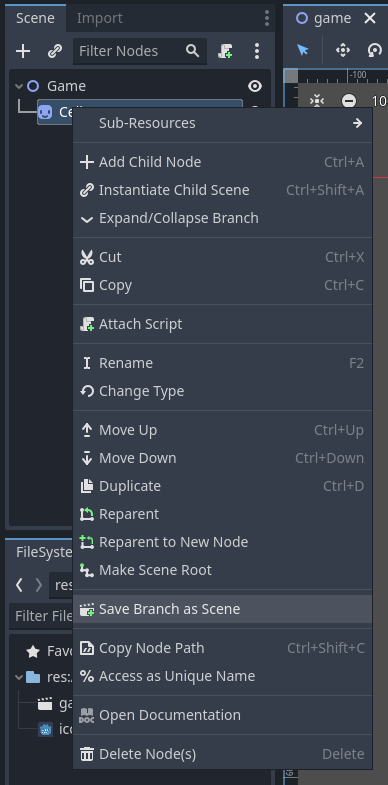 Scene Import
Filter Nodes
game
Game
-100
Sub-Resources
Add Child Node Ctrl+A
Instantiate Child Scene Ctrl+Shift+A
Expand/Collapse Branch
Cut Ctrl+X
Copy Ctrl+C
Attach Script
Rename F2
Change Type
Move Up Ctrl+Up
Move Down Ctrl+Down
Duplicate Ctrl+D
Reparent
Reparent to New Node
Make Scene Root
FileSyste
Filter File
Save Branch as Scene
Copy Node Path Ctrl+Shift+C
Access as Unique Name
Open Documentation
Delete Node(s) Delete